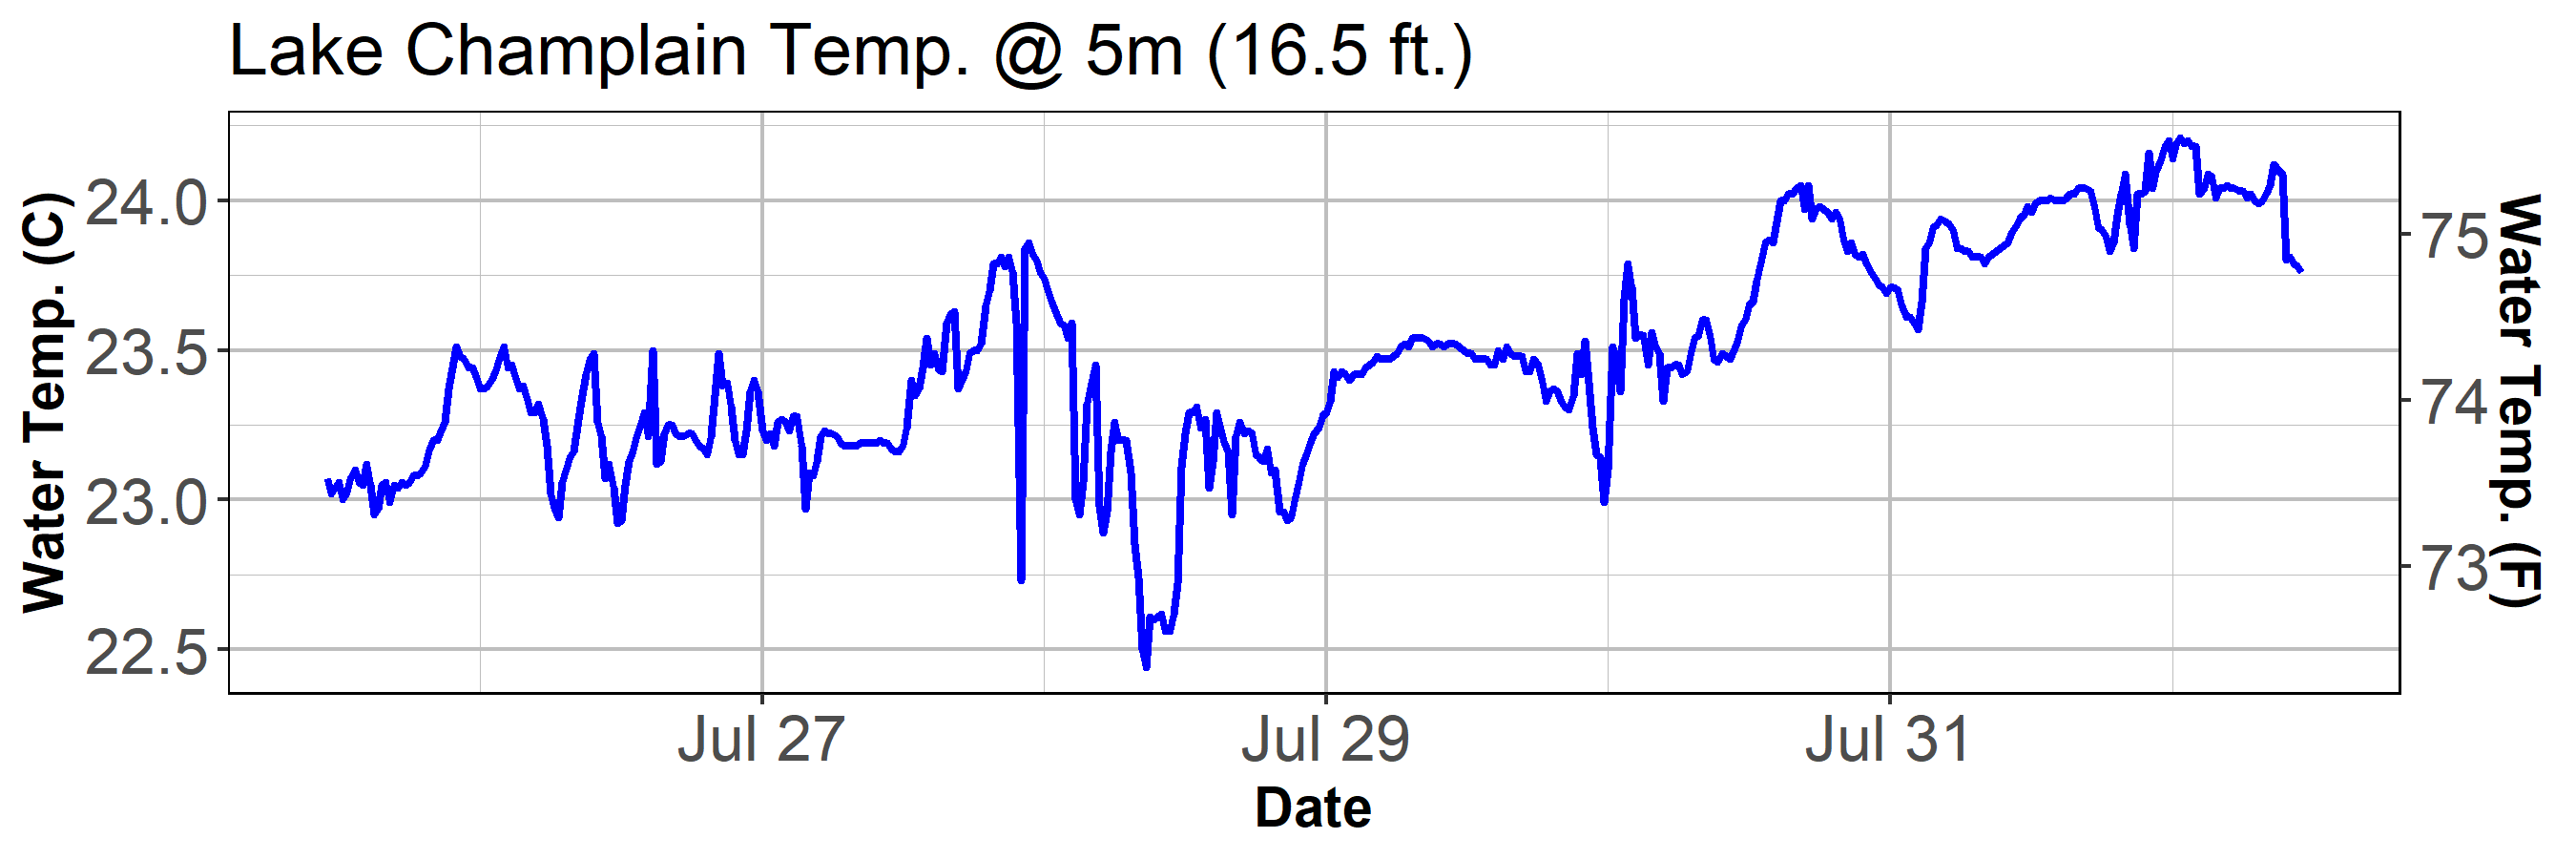 Lake Champlain Temp. @ 5m (16.5 ft.)
Water Temp. (C)
24.0
23.5
23.0
22.5
75
74
73
Water Temp. (F)
Jul 27
Jul 29
Jul 31
Date